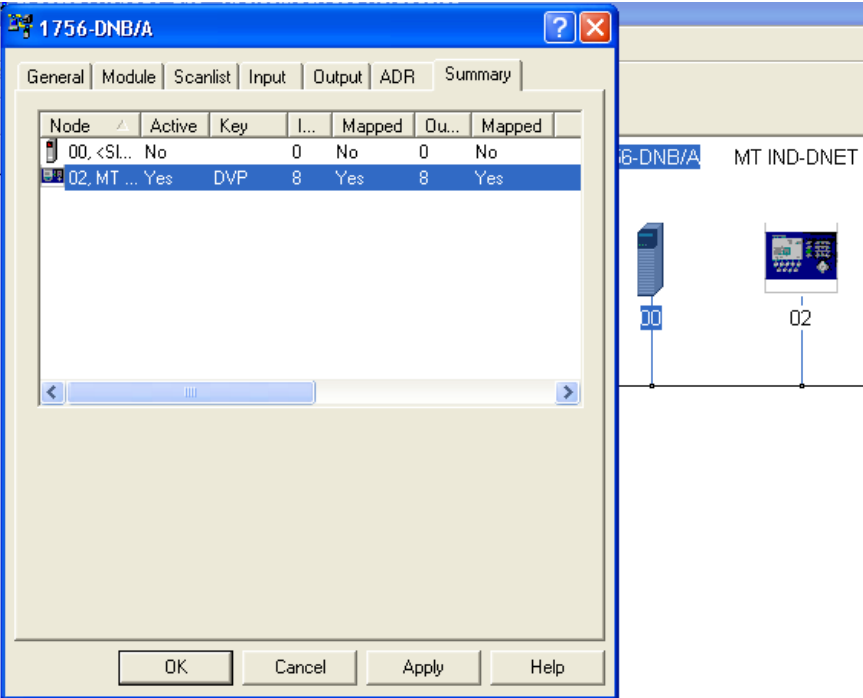 1756-DNB/A
General Module Scanlist Input Output ADR Summary
Node Active Key I... Mapped Ou... Mapped
00, <SI... No 0 No 0 No
02, MT ... Yes DVP 8 Yes 8 Yes
56-DNB/A MT IND-DNET
00 02
OK Cancel Apply Help